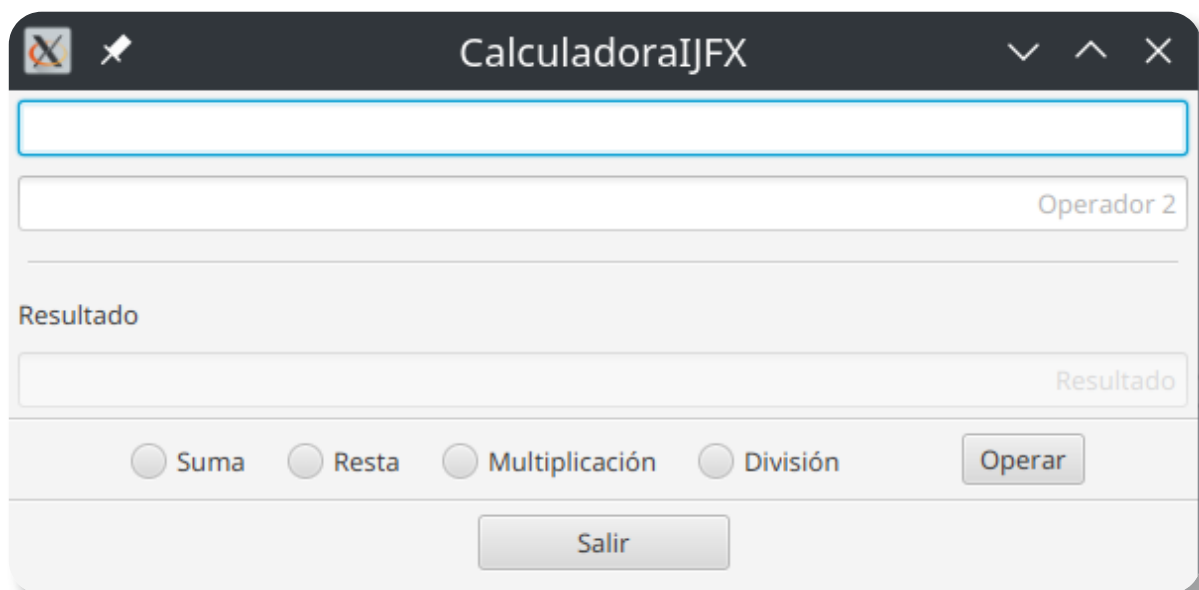 CalculadoraIJFX
Operador 2
Resultado
Resultado
Suma Resta Multiplicación División Operar
Salir